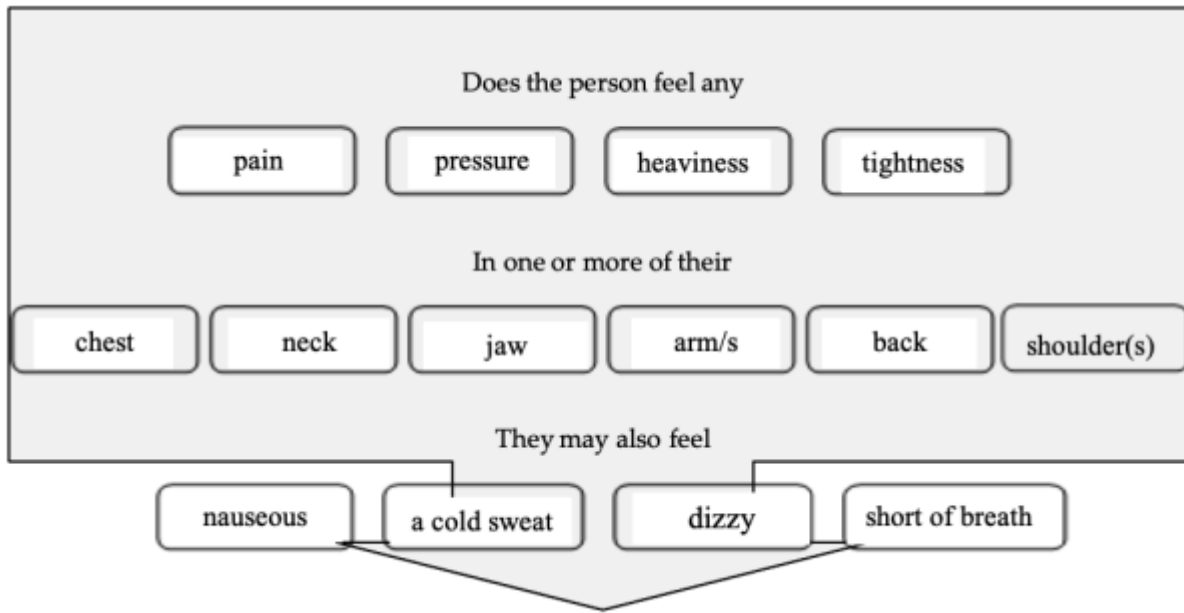 Does the person feel any
pain pressure heaviness tightness
In one or more of their
chest neck jaw arm/s back shoulder(s)
They may also feel
nauseous a cold sweat dizzy short of breath